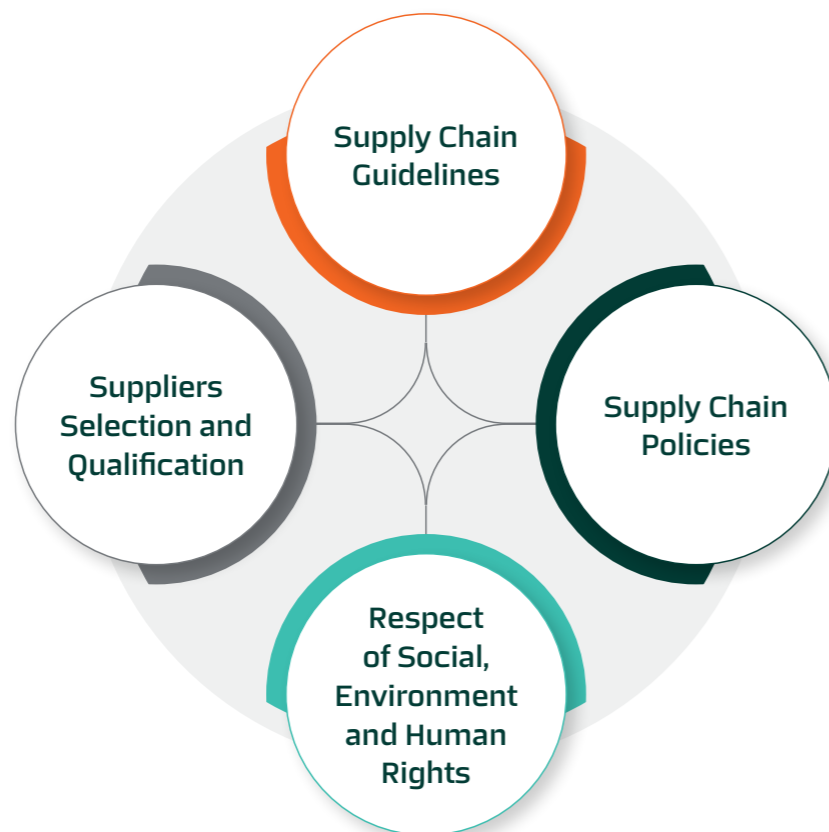 Supply Chain
Guidelines
Suppliers
Selection and
Qualification
Supply Chain
Policies
Respect
of Social,
Environment
and Human
Rights